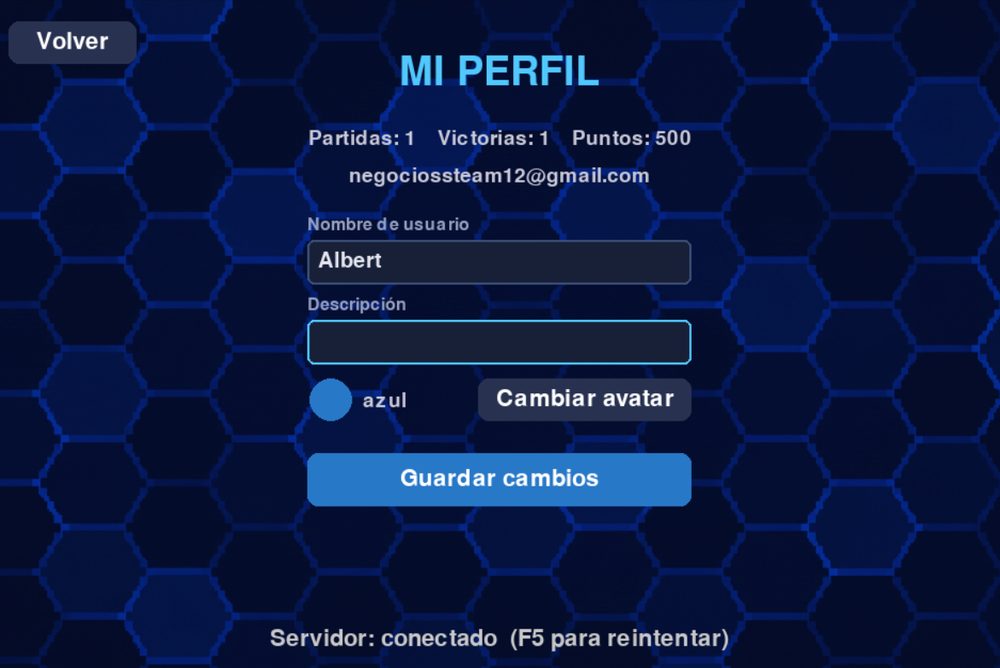 Volver
MI PERFIL
Partidas: 1 Victorias: 1 Puntos: 500
negociossteam12@gmail.com
Nombre de usuario
Albert
Descripción
azul
Cambiar avatar
Guardar cambios
Servidor: conectado (F5 para reintentar)